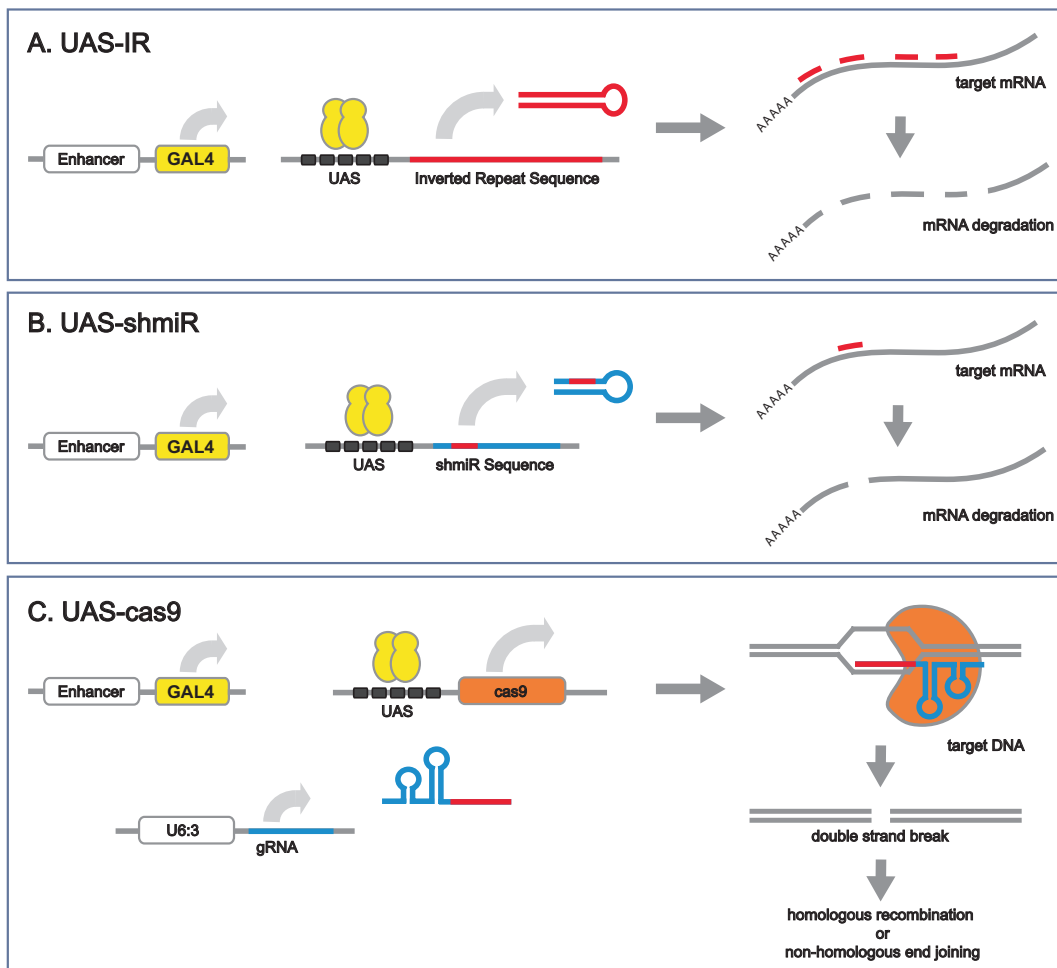 A. UAS-IR
Enhancer
GAL4
UAS
Inverted Repeat Sequence
target mRNA
AAAAA
mRNA degradation
AAAAA
B. UAS-shmiR
Enhancer
GAL4
UAS
shmiR Sequence
target mRNA
AAAAA
mRNA degradation
AAAAA
C. UAS-cas9
Enhancer
GAL4
UAS
cas9
target DNA
U6:3
gRNA
double strand break
homologous recombination
or
non-homologous end joining